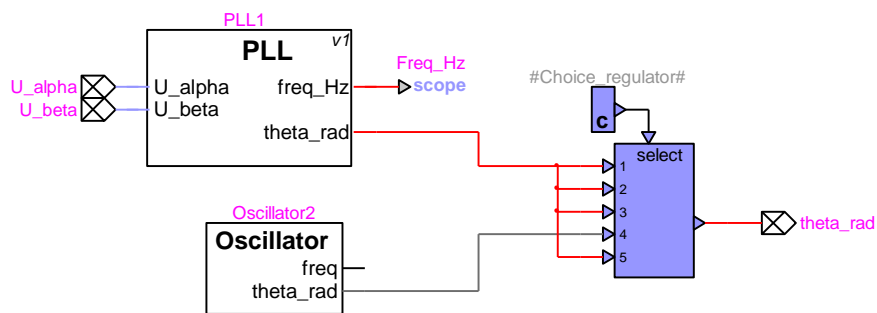 PLL1
PLL
v1
U_alpha
U_beta
U_alpha
U_beta
freq_Hz
theta_rad
Freq_Hz
scope
#Choice_regulator#
c
select
1
2
3
4
5
theta_rad
Oscillator2
Oscillator
freq
theta_rad